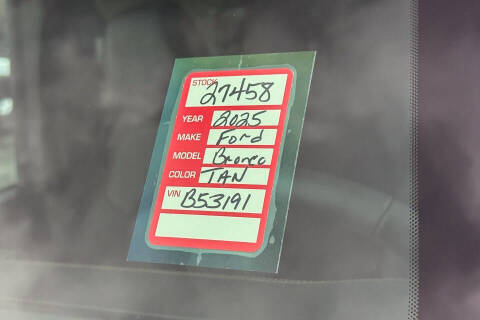 STOCK 27458
YEAR 2025
MAKE Ford
MODEL Bronco
COLOR TAN
VIN B53191